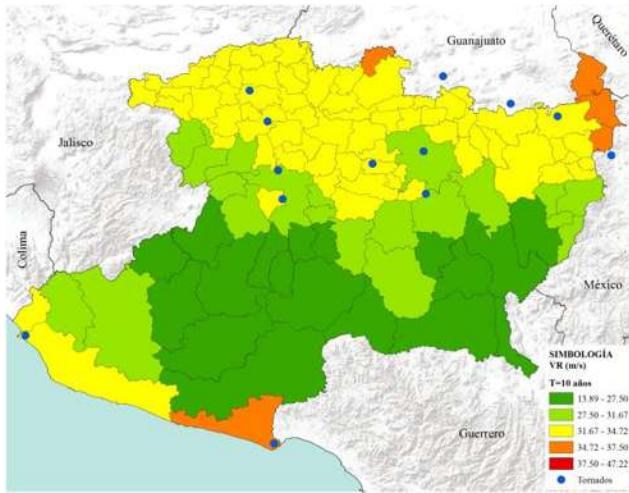 Guanajuato
Querétaro
Jalisco
Colima
México
Guerrero
SIMBOLOGÍA
VR (m/s)
T=10 años
13.89 - 27.50
27.50 - 31.67
31.67 - 34.72
34.72 - 37.50
37.50 - 47.22
Tornados